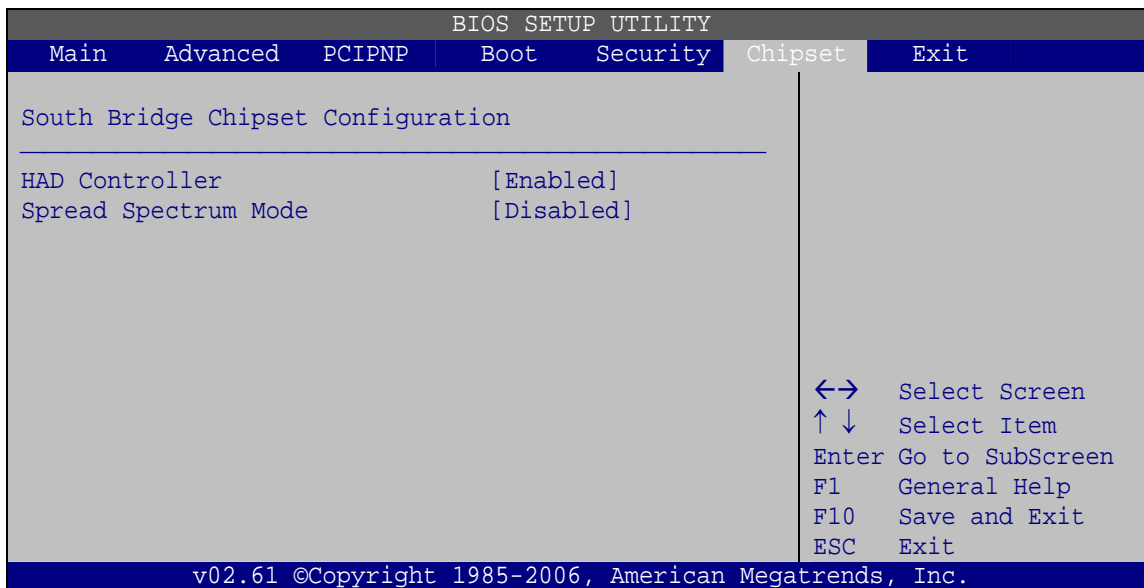 BIOS SETUP UTILITY
Main Advanced PCIPNP Boot Security Chipset Exit
South Bridge Chipset Configuration
HAD Controller [Enabled]
Spread Spectrum Mode [Disabled]
←→ Select Screen
↑ ↓ Select Item
Enter Go to SubScreen
F1 General Help
F10 Save and Exit
ESC Exit
v02.61 ©Copyright 1985-2006, American Megatrends, Inc.